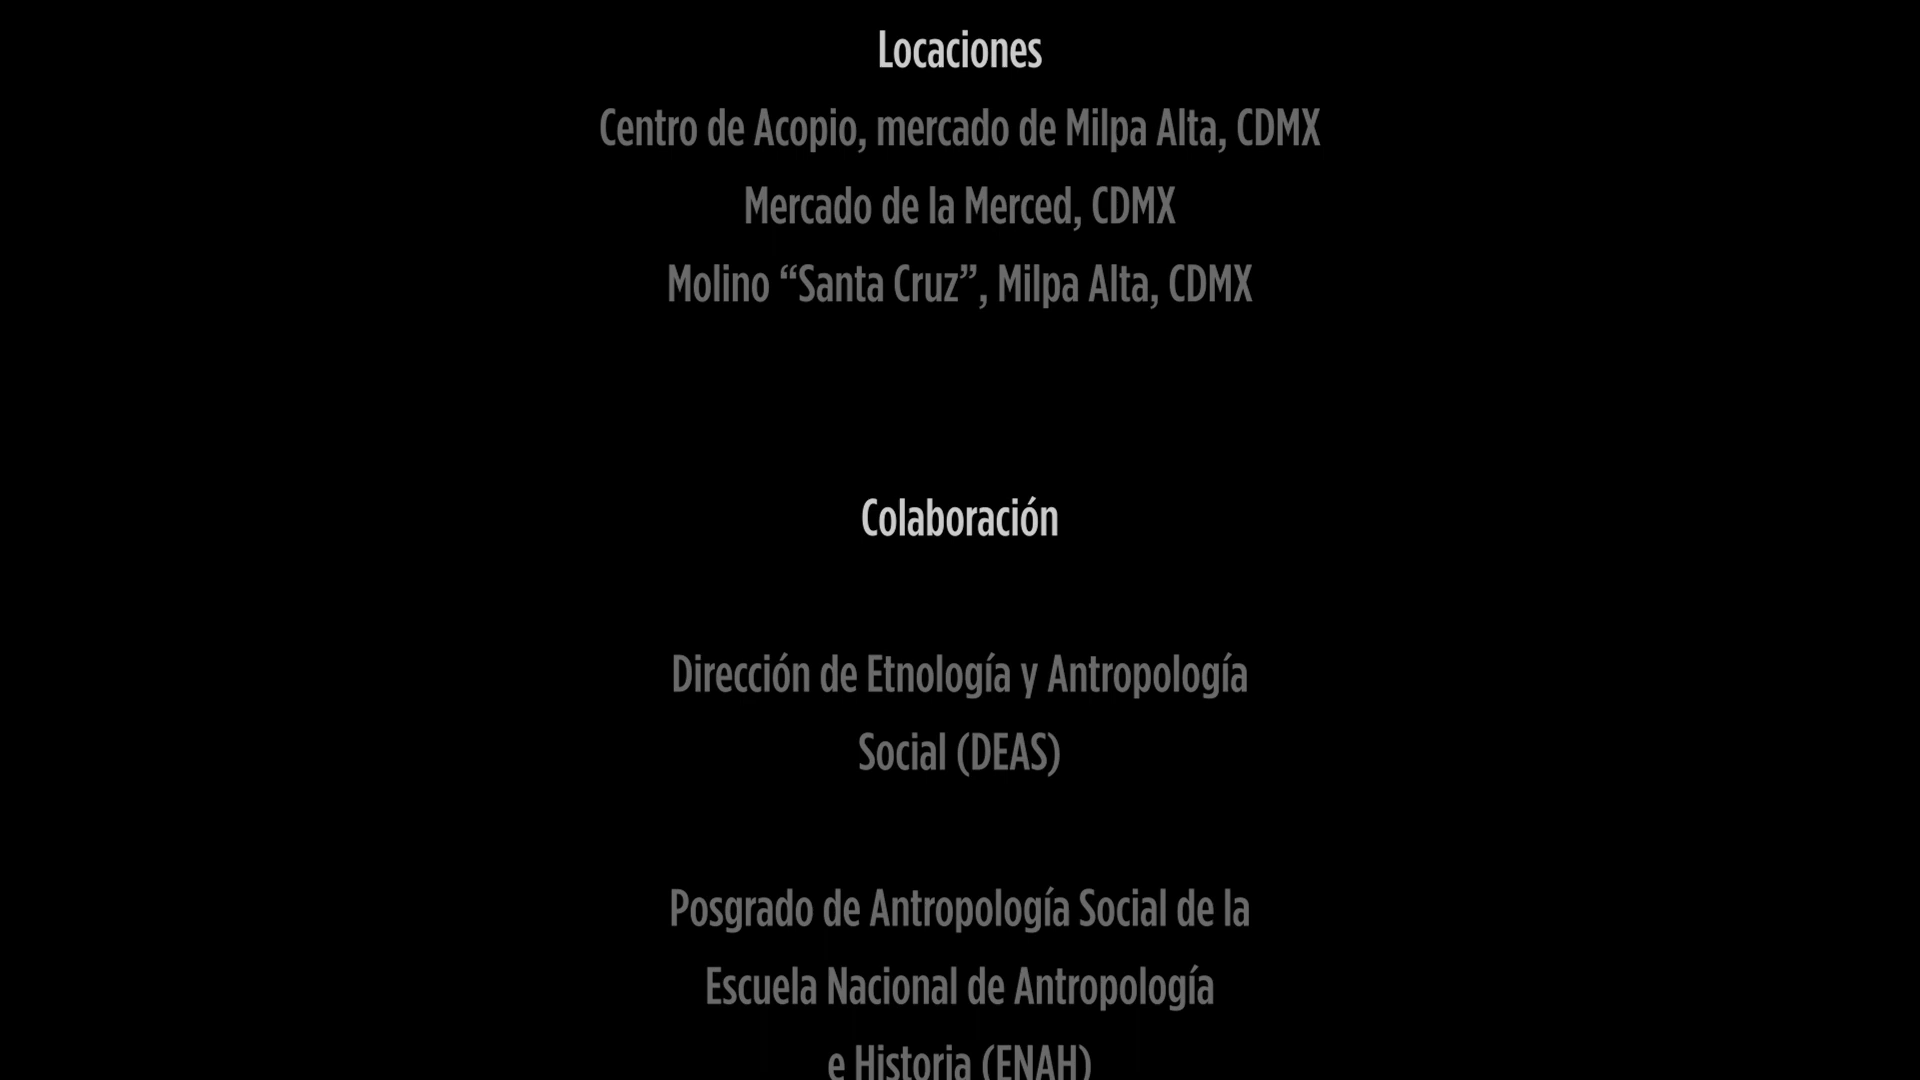 Locaciones
Centro de Acopio, mercado de Milpa Alta, CDMX
Mercado de la Merced, CDMX
Molino “Santa Cruz”, Milpa Alta, CDMX
Colaboración
Dirección de Etnología y Antropología
Social (DEAS)
Posgrado de Antropología Social de la
Escuela Nacional de Antropología
e Historia (ENAH)